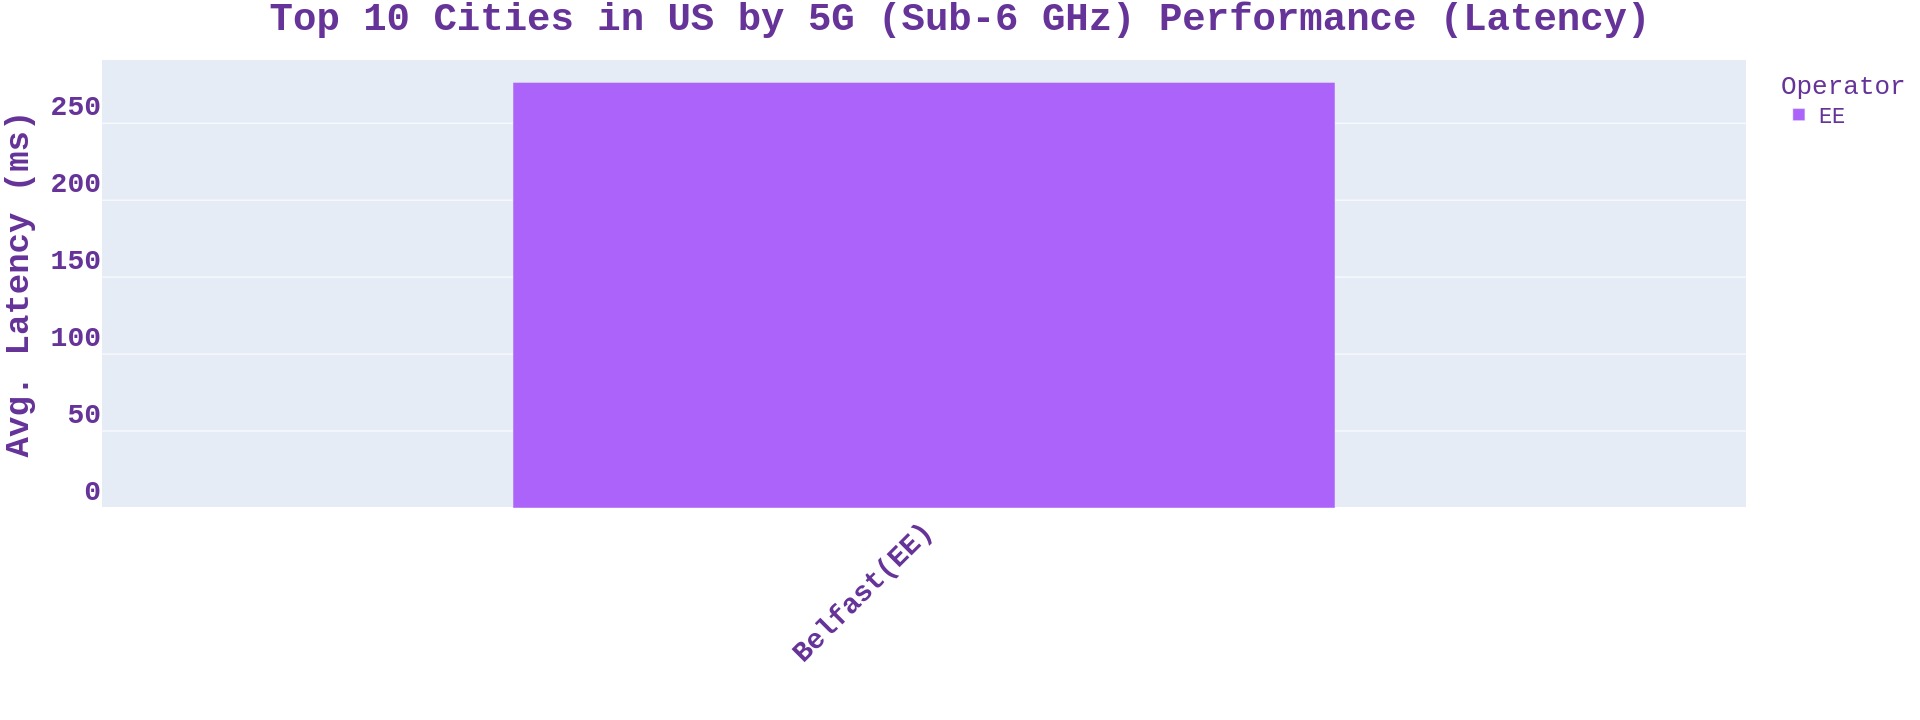 Top 10 Cities in US by 5G (Sub-6 GHz) Performance (Latency)
Avg. Latency (ms)
250
200
150
100
50
0
Belfast(EE)
Operator
EE